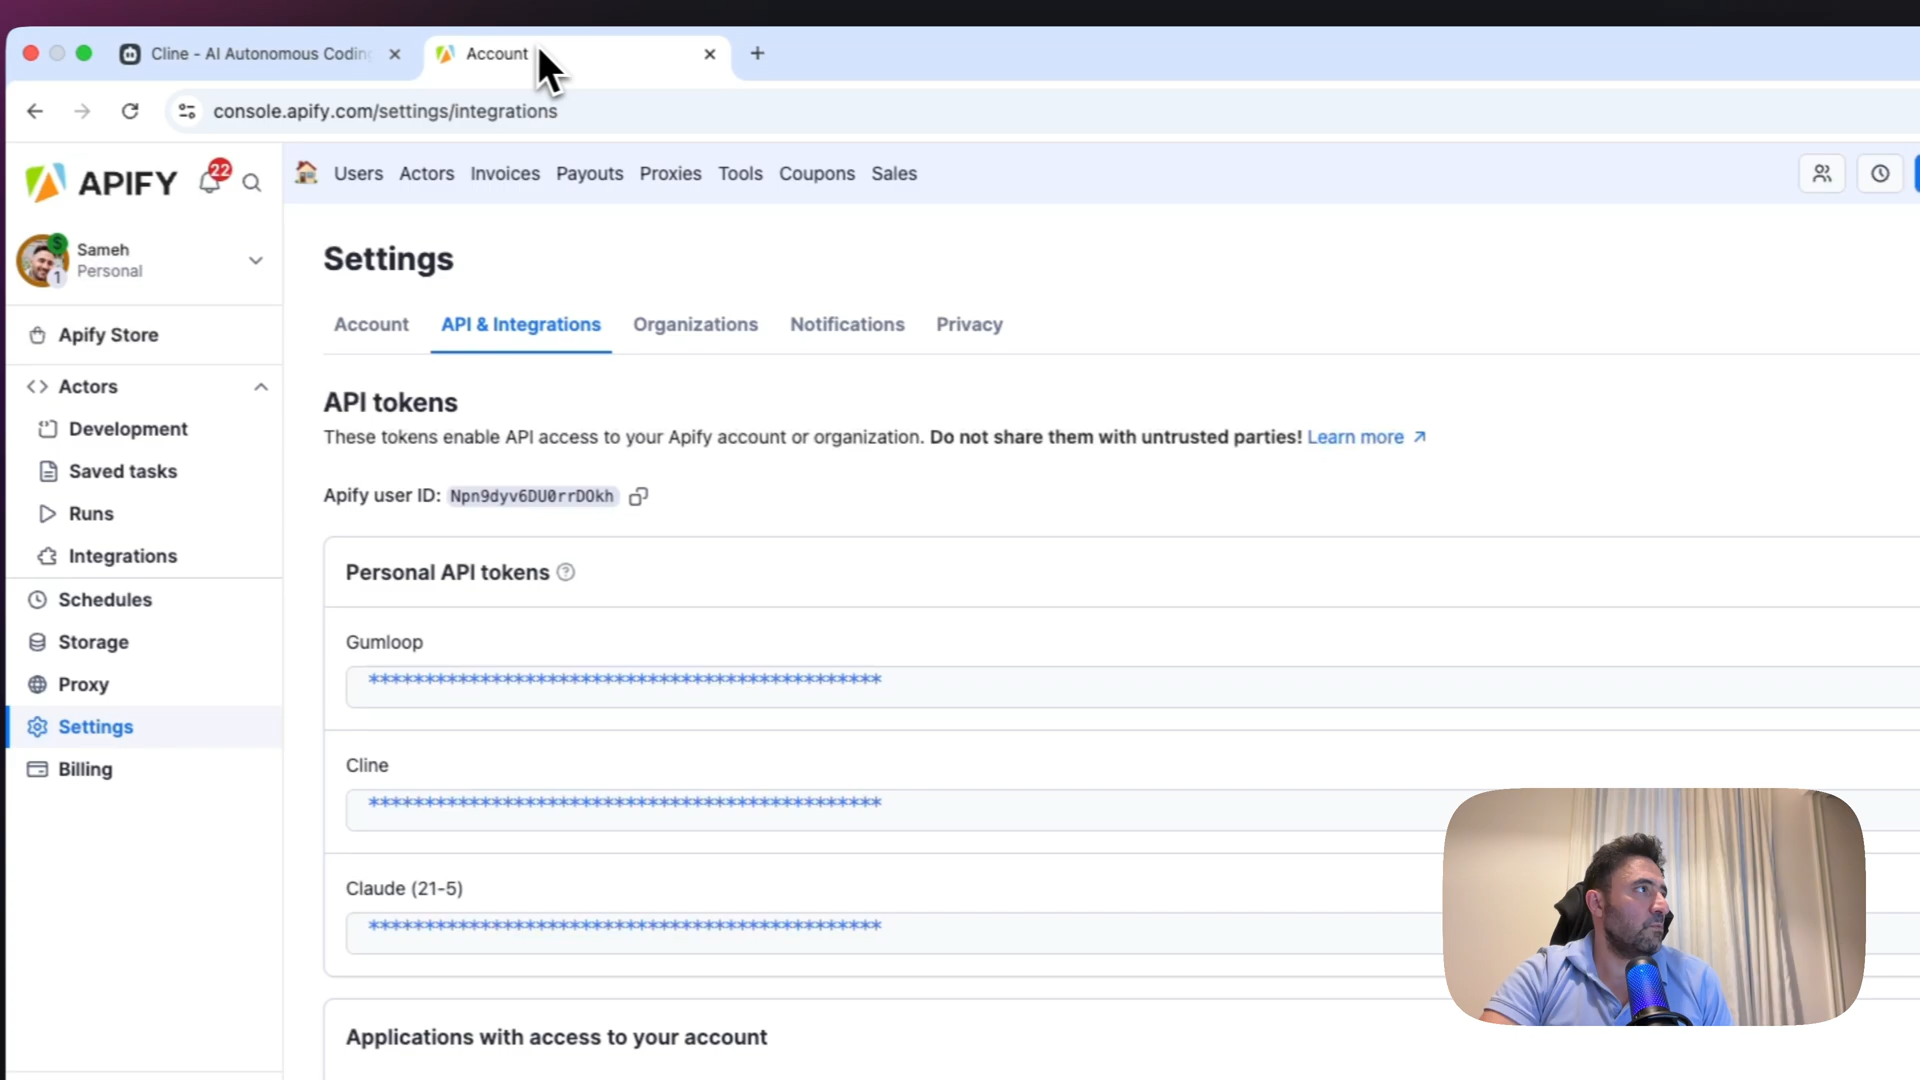 Cline - AI Autonomous Coding
Account
console.apify.com/settings/integrations
APIFY
22
Users Actors Invoices Payouts Proxies Tools Coupons Sales
Sameh
Personal
S
1
Apify Store
Actors
Development
Saved tasks
Runs
Integrations
Schedules
Storage
Proxy
Settings
Billing
Settings
Account API & Integrations Organizations Notifications Privacy
API tokens
These tokens enable API access to your Apify account or organization. Do not share them with untrusted parties! Learn more
Apify user ID: Npn9dyv6DU0rrDOkh
Personal API tokens
Gumloop
**********************************************
Cline
**********************************************
Claude (21-5)
**********************************************
Applications with access to your account